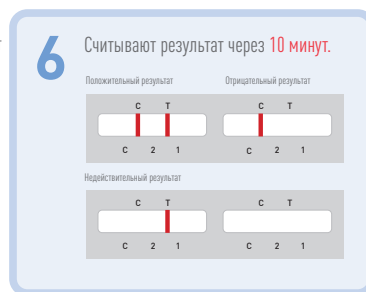 6
Считывают результат через 10 минут.
Положительный результат
Отрицательный результат
C T
C 2 1
C T
C 2 1
Недействительный результат
C T
C 2 1
C T
C 2 1